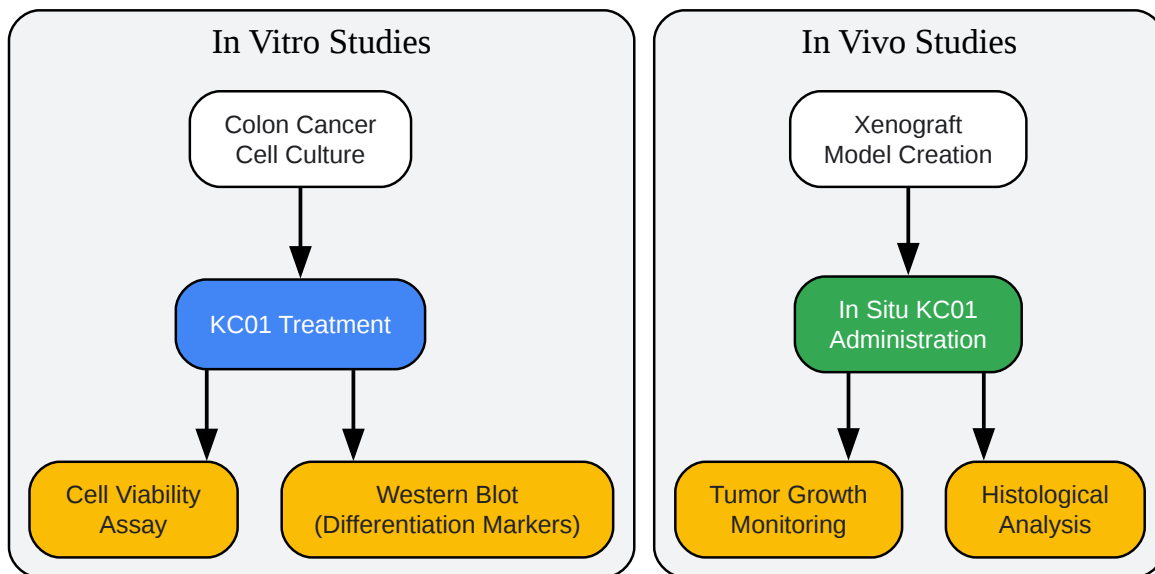 In Vitro Studies
Colon Cancer
Cell Culture
KC01 Treatment
Cell Viability
Assay
Western Blot
(Differentiation Markers)
In Vivo Studies
Xenograft
Model Creation
In Situ KC01
Administration
Tumor Growth
Monitoring
Histological
Analysis